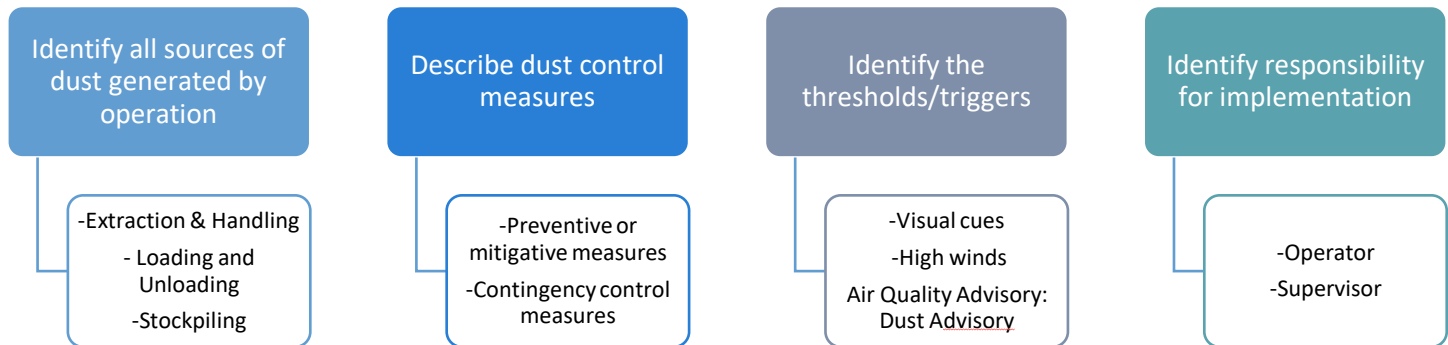 Identify all sources of
dust generated by
operation
-Extraction & Handling
- Loading and
Unloading
-Stockpiling
Describe dust control
measures
-Preventive or
mitigative measures
-Contingency control
measures
Identify the
thresholds/triggers
-Visual cues
-High winds
Air Quality Advisory:
Dust Advisory
Identify responsibility
for implementation
-Operator
-Supervisor